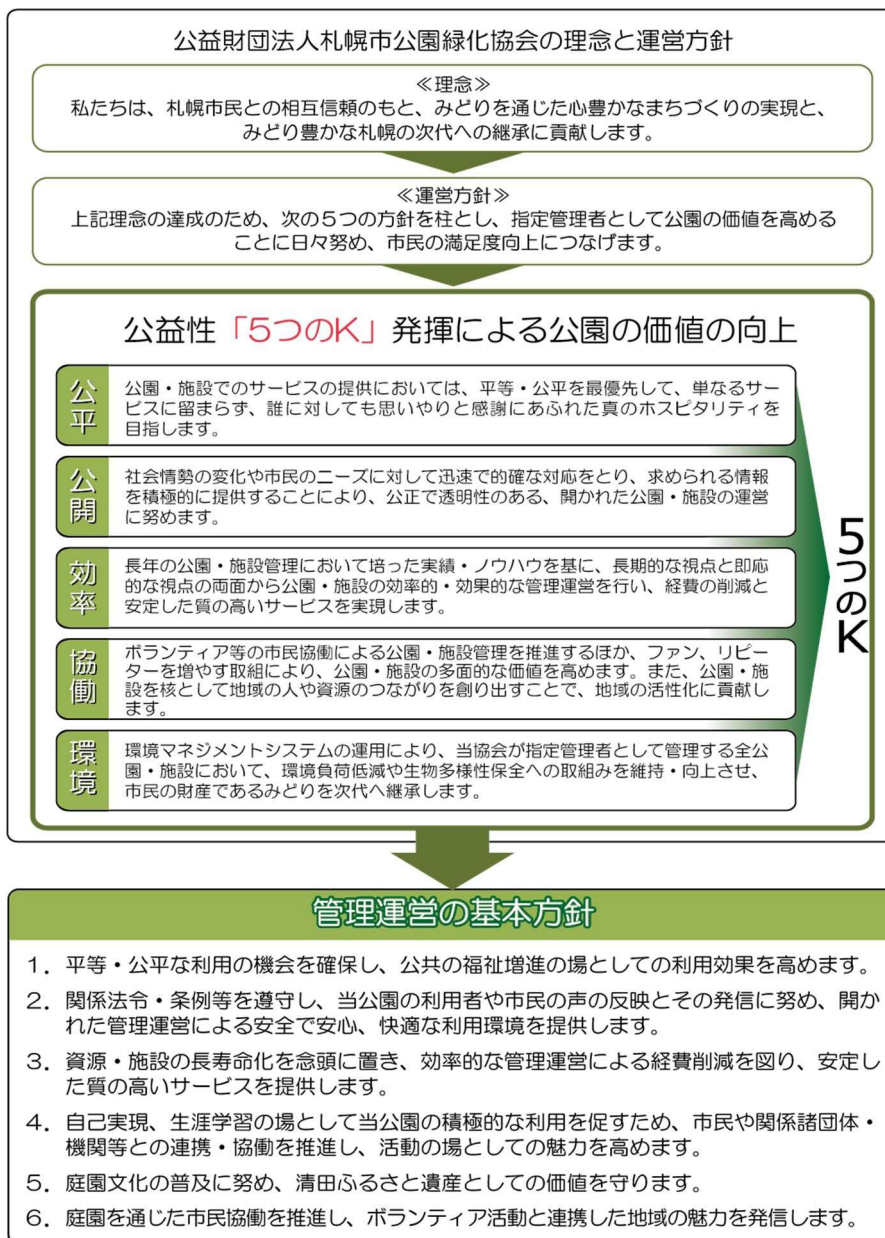 公益財団法人札幌市公園緑化協会の理念と運営方針
≪理念≫
私たちは、札幌市民との相互信頼のもと、みどりを通じた心豊かなまちづくりの実現と、
みどり豊かな札幌の次代への継承に貢献します。
≪運営方針≫
上記理念の達成のため、次の5つの方針を柱とし、指定管理者として公園の価値を高める
ことに日々努め、市民の満足度向上につなげます。
公益性「5つのK」発揮による公園の価値の向上
公平
公園・施設でのサービスの提供においては、平等・公平を最優先して、単なるサー
ビスに留まらず、誰に対しても思いやりと感謝にあふれた真のホスピタリティを
目指します。
公開
社会情勢の変化や市民のニーズに対して迅速で的確な対応をとり、求められる情報
を積極的に提供することにより、公正で透明性のある、開かれた公園・施設の運営
に努めます。
効率
長年の公園・施設管理において培った実績・ノウハウを基に、長期的な視点と即応
的な視点の両面から公園・施設の効率的・効果的な管理運営を行い、経費の削減と
安定した質の高いサービスを実現します。
協働
ボランティア等の市民協働による公園・施設管理を推進するほか、ファン、リピー
ターを増やす取組により、公園・施設の多面的な価値を高めます。また、公園・施
設を核として地域の人や資源のつながりを創り出すことで、地域の活性化に貢献し
ます。
環境
環境マネジメントシステムの運用により、当協会が指定管理者として管理する全公
園・施設において、環境負荷低減や生物多様性保全への取組みを維持・向上させ、
市民の財産であるみどりを次代へ継承します。
5つのK
管理運営の基本方針
1．平等・公平な利用の機会を確保し、公共の福祉増進の場としての利用効果を高めます。
2．関係法令・条例等を遵守し、当公園の利用者や市民の声の反映とその発信に努め、開か
れた管理運営による安全で安心、快適な利用環境を提供します。
3．資源・施設の長寿命化を念頭に置き、効率的な管理運営による経費削減を図り、安定し
た質の高いサービスを提供します。
4．自己実現、生涯学習の場として当公園の積極的な利用を促すため、市民や関係諸団体・
機関等との連携・協働を推進し、活動の場としての魅力を高めます。
5．庭園文化の普及に努め、清田ふるさと遺産としての価値を守ります。
6．庭園を通じた市民協働を推進し、ボランティア活動と連携した地域の魅力を発信します。